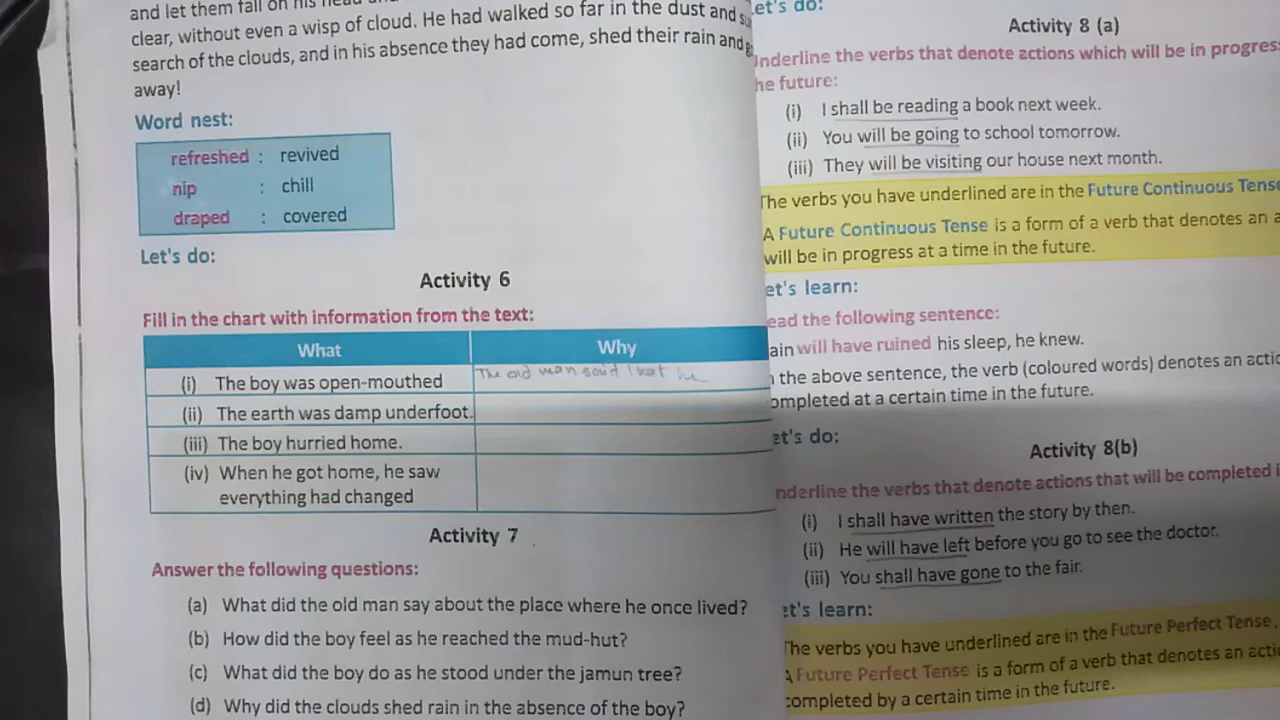 and let them fall on his head
clear, without even a wisp of cloud. He had walked so far in the dust and
search of the clouds, and in his absence they had come, shed their rain and
away!
Word nest:
refreshed : revived
nip : chill
draped : covered
Let's do:
Activity 6
Fill in the chart with information from the text:
What Why
(i) The boy was open-mouthed The old man said that he
(ii) The earth was damp underfoot.
(iii) The boy hurried home.
(iv) When he got home, he saw
everything had changed
Activity 7
Answer the following questions:
(a) What did the old man say about the place where he once lived?
(b) How did the boy feel as he reached the mud-hut?
(c) What did the boy do as he stood under the jamun tree?
(d) Why did the clouds shed rain in the absence of the boy?
et's do:
Activity 8 (a)
nderline the verbs that denote actions which will be in progres
he future:
(i) I shall be reading a book next week.
(ii) You will be going to school tomorrow.
(iii) They will be visiting our house next month.
The verbs you have underlined are in the Future Continuous Tense
A Future Continuous Tense is a form of a verb that denotes an a
will be in progress at a time in the future.
et's learn:
ead the following sentence:
ain will have ruined his sleep, he knew.
the above sentence, the verb (coloured words) denotes an actio
ompleted at a certain time in the future.
et's do:
Activity 8(b)
nderline the verbs that denote actions that will be completed i
(i) I shall have written the story by then.
(ii) He will have left before you go to see the doctor.
(iii) You shall have gone to the fair.
et's learn:
The verbs you have underlined are in the Future Perfect Tense.
A Future Perfect Tense is a form of a verb that denotes an actio
completed by a certain time in the future.